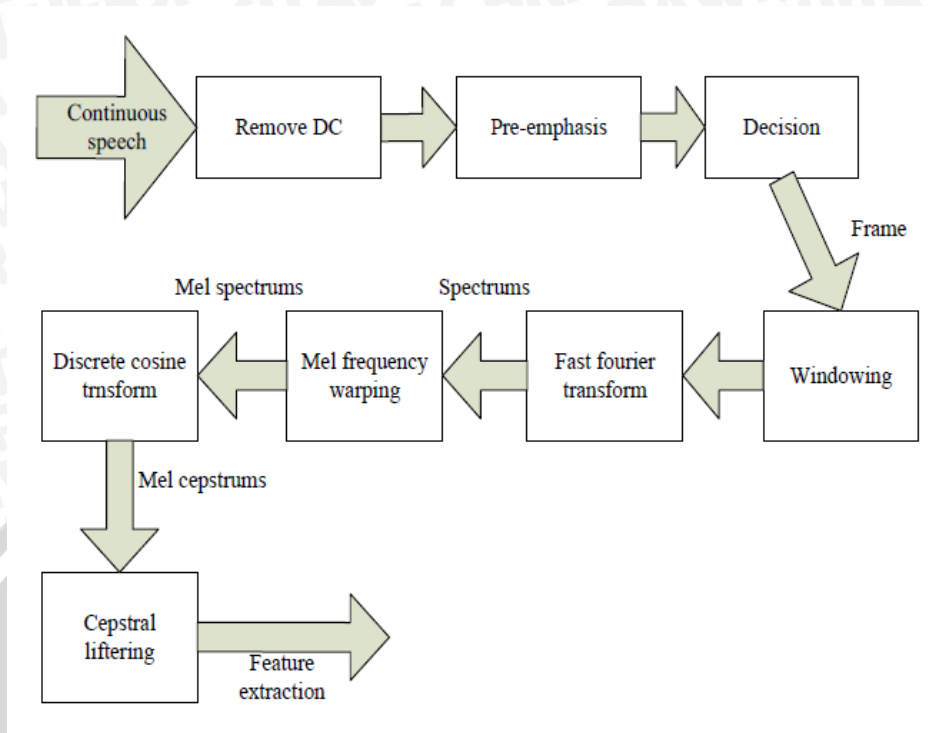 Continuous
speech
Remove DC
Pre-emphasis
Decision
Frame
Mel spectrums
Spectrums
Discrete cosine
trnsform
Mel frequency
warping
Fast fourier
transform
Windowing
Mel cepstrums
Cepstral
liftering
Feature
extraction